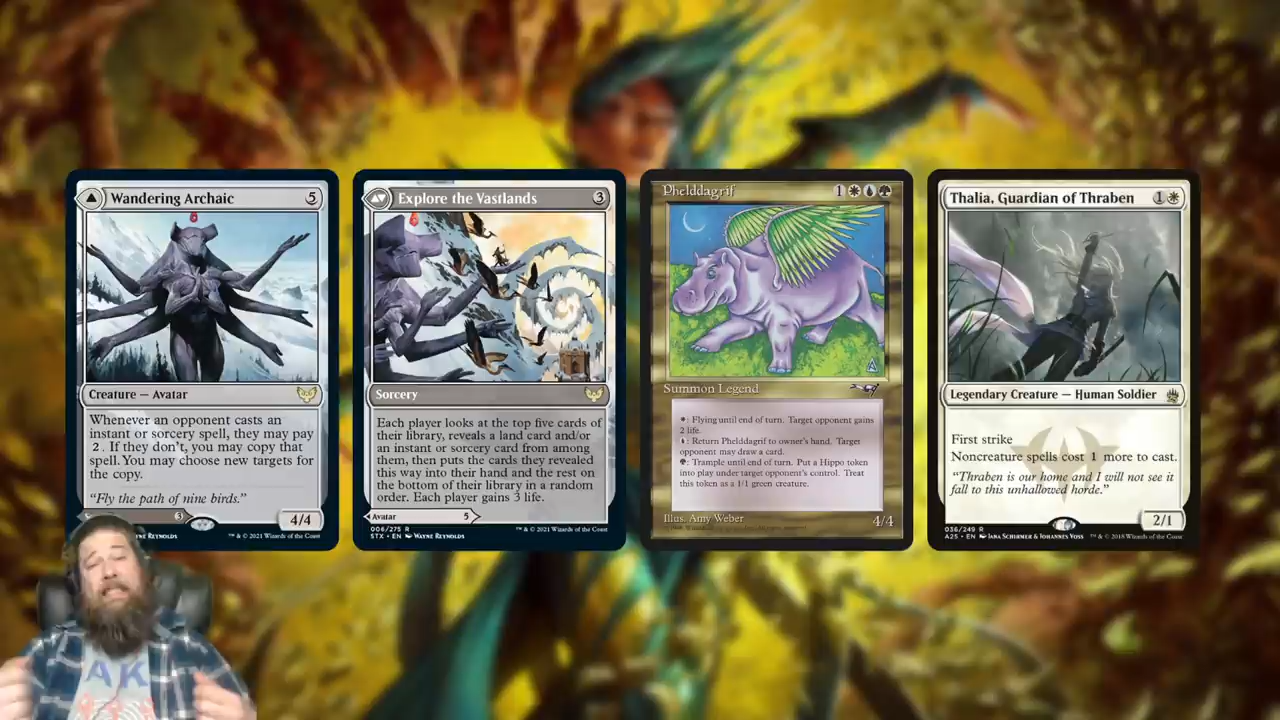 Wandering Archaic 5
Creature — Avatar
Whenever an opponent casts an
instant or sorcery spell, they may pay
2. If they don't, you may copy that
spell. You may choose new targets for
the copy.
"Fly the path of nine birds."
3
4/4
NE REYNOLDS ™ & © 2021 Wizards of the Coast
Explore the Vastlands 3
Sorcery
Each player looks at the top five cards of
their library, reveals a land card and/or
an instant or sorcery card from among
them, then puts the cards they revealed
this way into their hand and the rest on
the bottom of their library in a random
order. Each player gains 3 life.
Avatar 5
006/275 R
STX • EN WAYNE REYNOLDS ™ & © 2021 Wizards of the Coast
Phelddagrif 1
Summon Legend
: Flying until end of turn. Target opponent gains
2 life.
: Return Phelddagrif to owner's hand. Target
opponent may draw a card.
: Trample until end of turn. Put a Hippo token
into play under target opponent's control. Treat
this token as a 1/1 green creature.
Illus. Amy Weber 4/4
Thalia, Guardian of Thraben 1
Legendary Creature — Human Soldier
First strike
Noncreature spells cost 1 more to cast.
"Thraben is our home and I will not see it
fall to this unhallowed horde."
2/1
036/249 R
A25 • EN JANA SCHIRMER & JOHANNES VOSS ™ & © 2018 Wizards of the Coast
AK